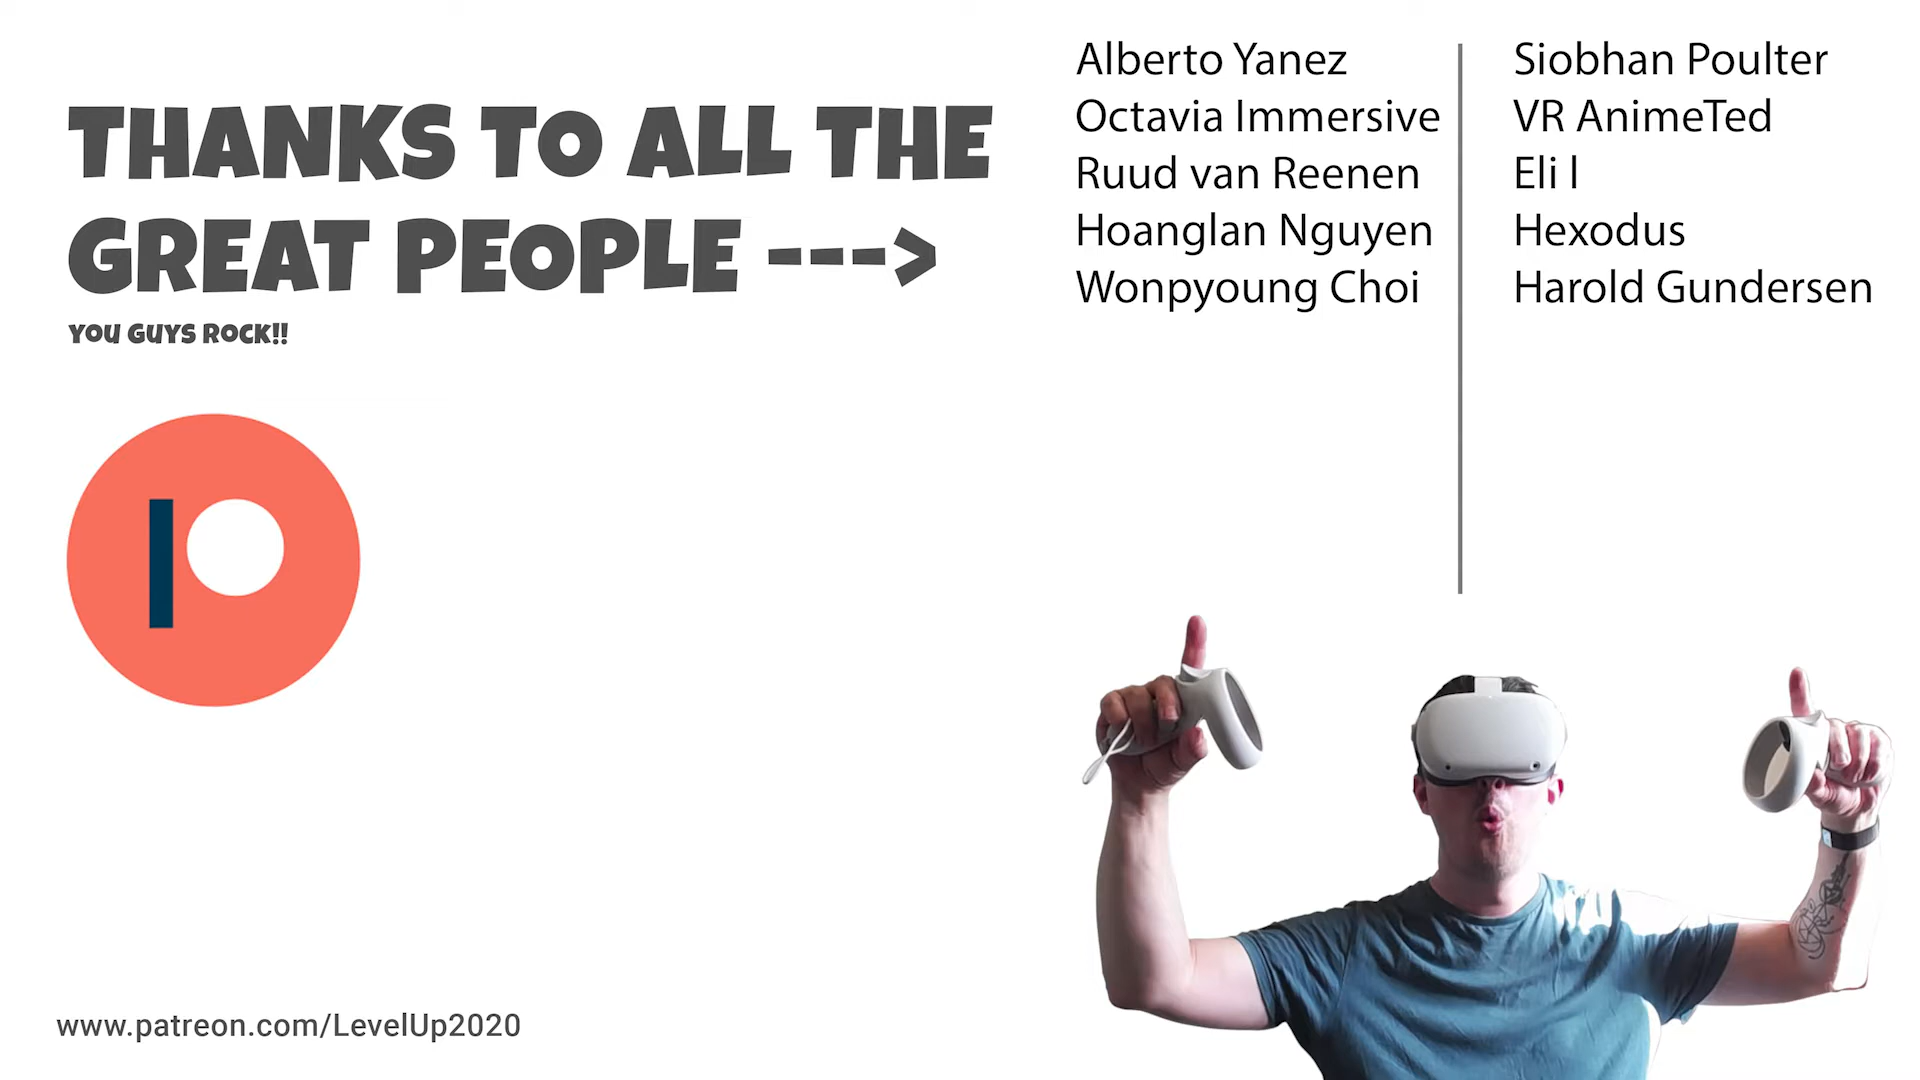 THANKS TO ALL THE
GREAT PEOPLE --->
YOU GUYS ROCK!!
Alberto Yanez
Octavia Immersive
Ruud van Reenen
Hoanglan Nguyen
Wonpyoung Choi
Siobhan Poulter
VR AnimeTed
Eli l
Hexodus
Harold Gundersen
www.patreon.com/LevelUp2020